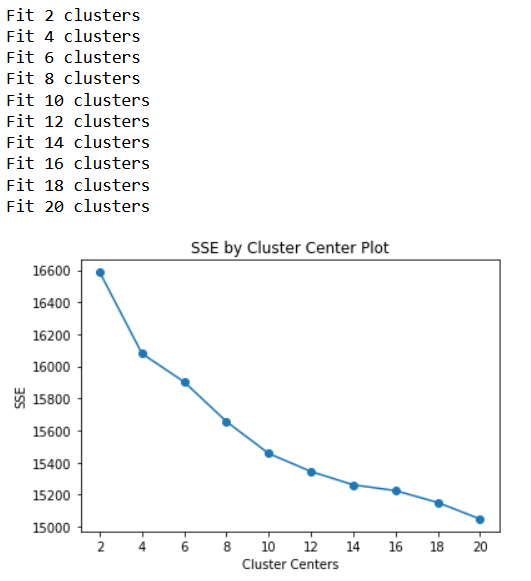 Fit 2 clusters
Fit 4 clusters
Fit 6 clusters
Fit 8 clusters
Fit 10 clusters
Fit 12 clusters
Fit 14 clusters
Fit 16 clusters
Fit 18 clusters
Fit 20 clusters
SSE by Cluster Center Plot
16600
16400
16200
16000
15800
15600
15400
15200
15000
SSE
2 4 6 8 10 12 14 16 18 20
Cluster Centers